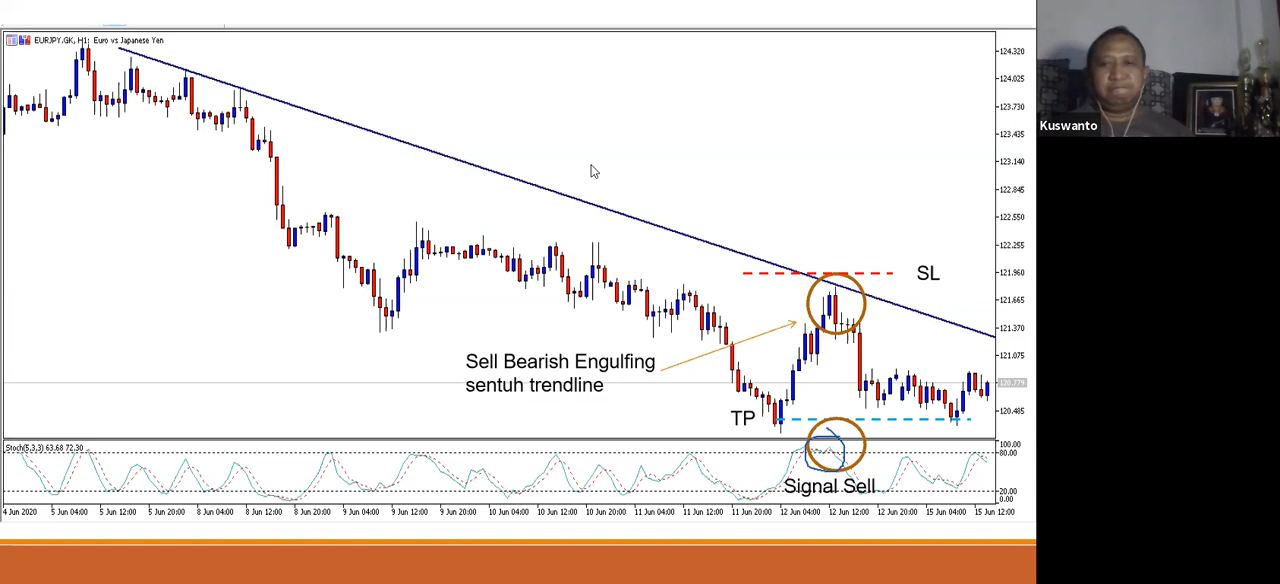 EURJPY.GK, H1: Euro vs Japanese Yen
124.320
124.025
123.730
123.435
123.140
122.845
122.550
122.255
121.960
121.665
121.370
121.075
120.779
120.485
SL
Sell Bearish Engulfing
sentuh trendline
TP
Stoch(5,3,3) 63.68 72.30
100.00
80.00
20.00
0.00
Signal Sell
4 Jun 2020
5 Jun 04:00
5 Jun 12:00
5 Jun 20:00
8 Jun 04:00
8 Jun 12:00
8 Jun 20:00
9 Jun 04:00
9 Jun 12:00
9 Jun 20:00
10 Jun 04:00
10 Jun 12:00
10 Jun 20:00
11 Jun 04:00
11 Jun 12:00
11 Jun 20:00
12 Jun 04:00
12 Jun 12:00
12 Jun 20:00
15 Jun 04:00
15 Jun 12:00
Kuswanto